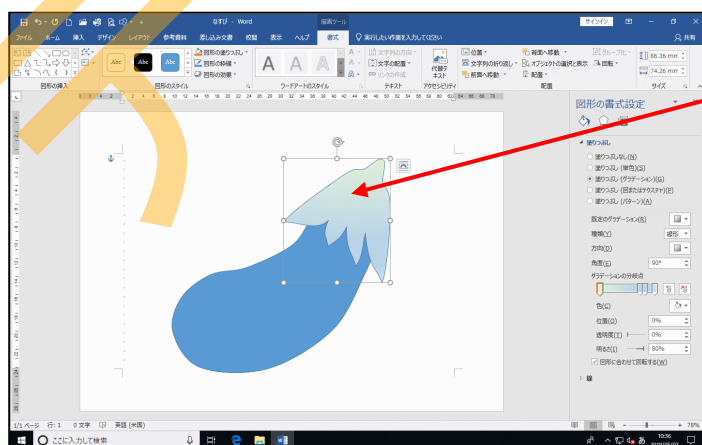 なすび - Word
描画ツール
サインイン
ファイル ホーム 挿入 デザイン レイアウト 参考資料 差し込み文書 校閲 表示 ヘルプ 書式 実行したい作業を入力してください 共有
Abc Abc Abc
図形の塗りつぶし
図形の枠線
図形の効果
A A A
文字列の方向
文字の配置
リンクの作成
代替テキスト
位置
文字列の折り返し
前面へ移動
背面へ移動
オブジェクトの選択と表示
配置
グループ化
回転
86.36 mm
74.26 mm
図形の挿入 図形のスタイル ワードアートのスタイル テキスト アクセシビリティ 配置 サイズ
図形の書式設定
塗りつぶし
塗りつぶしなし(N)
塗りつぶし (単色)(S)
塗りつぶし (グラデーション)(G)
塗りつぶし (図またはテクスチャ)(P)
塗りつぶし (パターン)(A)
既定のグラデーション(R)
種類(Y) 線形
方向(D)
角度(E) 90°
グラデーションの分岐点
色(C)
位置(O) 0%
透明度(T) 0%
明るさ(I) 80%
図形に合わせて回転する(W)
線
1/1 ページ 行: 1 0 文字 英語 (米国) 78%
ここに入力して検索
あ
10:36